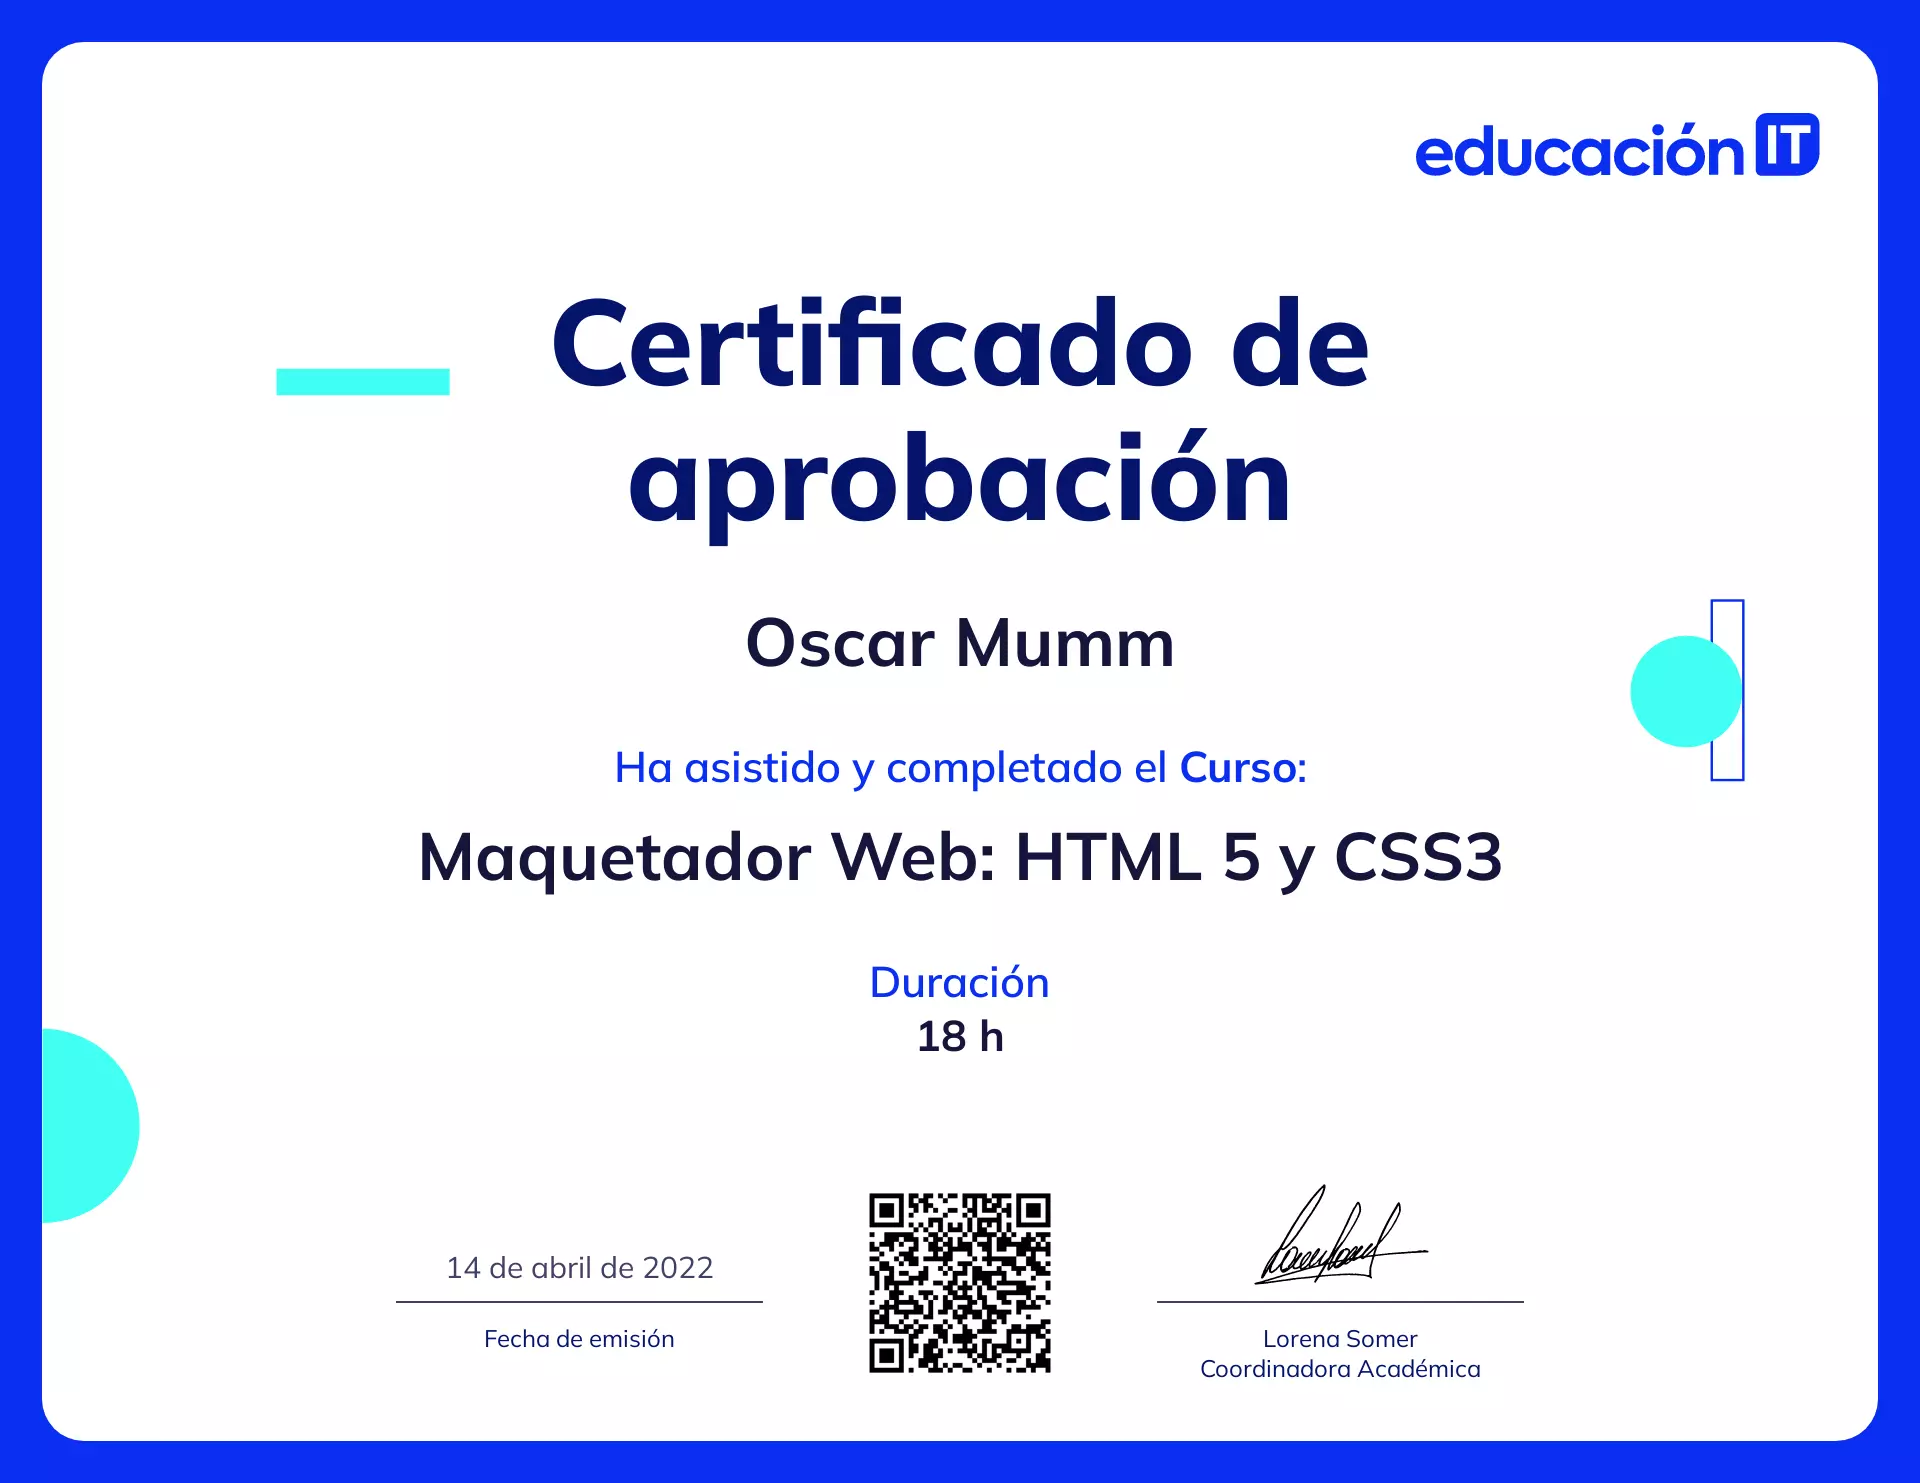 educación IT
Certificado de
aprobación
Oscar Mumm
Ha asistido y completado el Curso:
Maquetador Web: HTML 5 y CSS3
Duración
18 h
14 de abril de 2022
Fecha de emisión
Lorena Somer
Coordinadora Académica